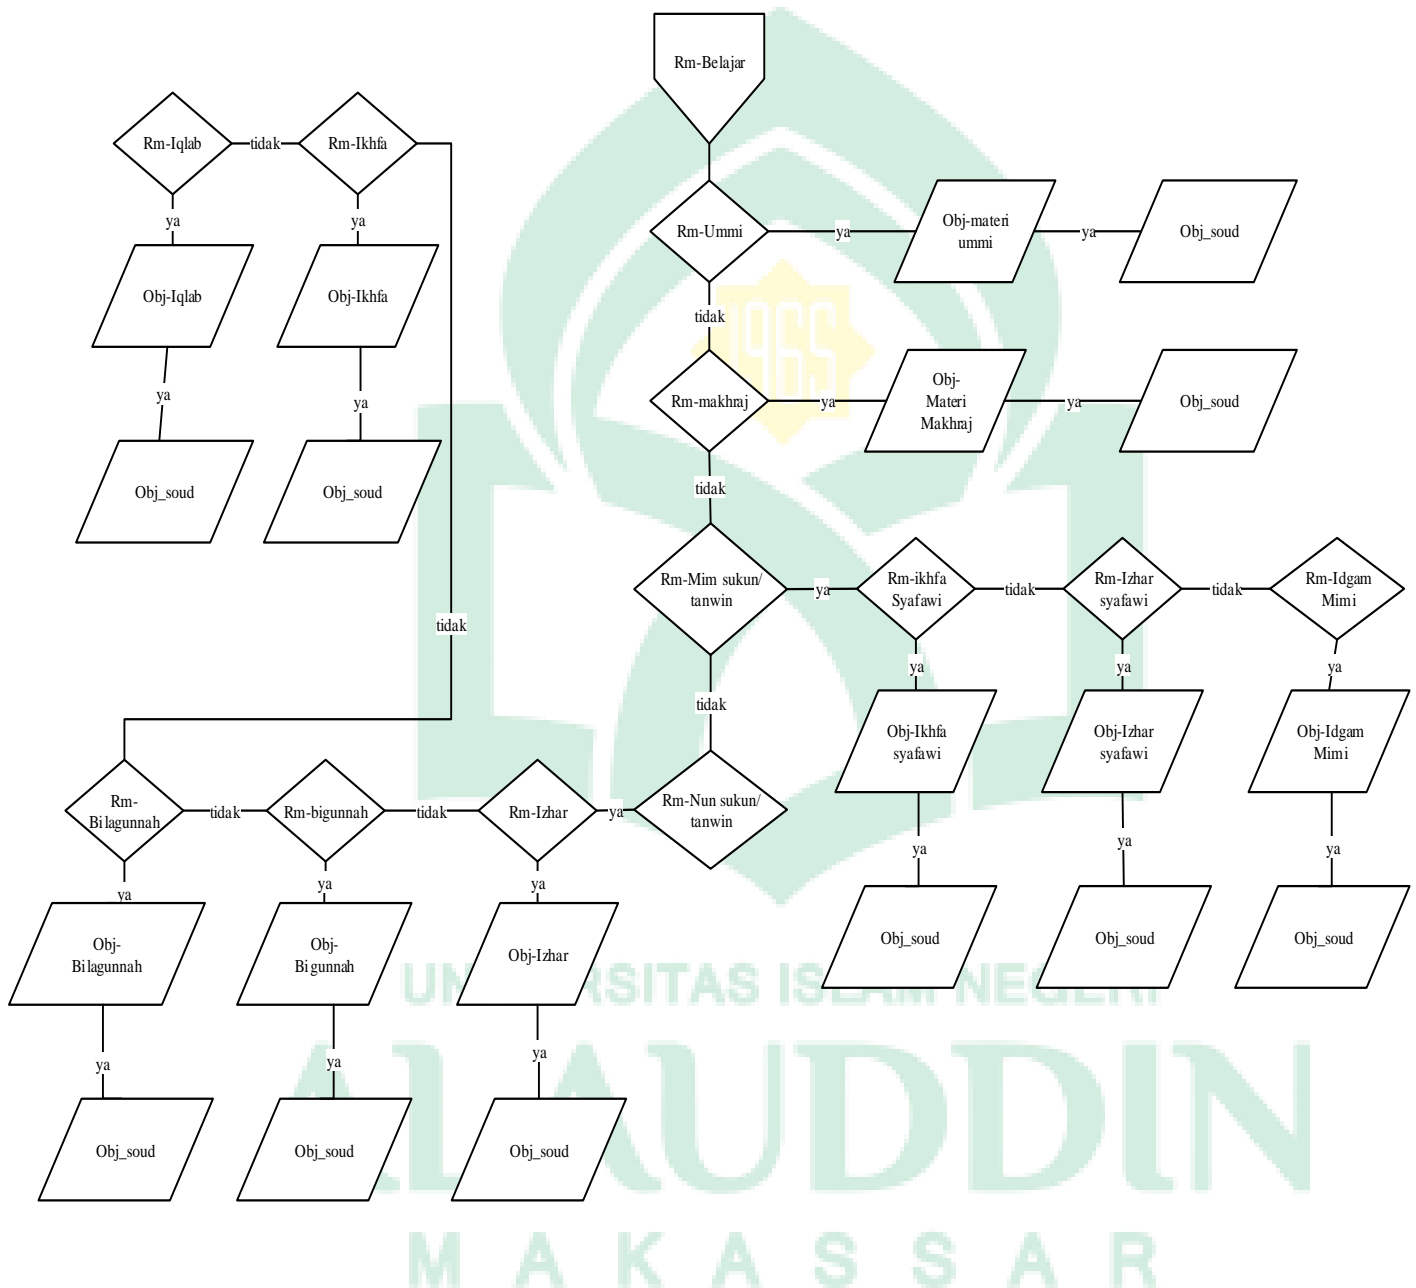 Rm-Belajar
Rm-Iqlab
tidak
Rm-Ikhfa
ya
ya
Rm-Ummi
ya
Obj-materi
ummi
ya
Obj_soud
Obj-Iqlab
Obj-Ikhfa
tidak
1965
ya
ya
Rm-makhraj
ya
Obj-
Materi
Makhraj
ya
Obj_soud
Obj_soud
Obj_soud
tidak
Rm-Mim sukun/
tanwin
ya
Rm-ikhfa
Syafawi
tidak
Rm-Izhar
syafawi
tidak
Rm-Idgam
Mimi
tidak
ya
ya
ya
tidak
Obj-Ikhfa
syafawi
Obj-Izhar
syafawi
Obj-Idgam
Mimi
Rm-
Bilagunnah
tidak
Rm-bigunnah
tidak
Rm-Izhar
ya
Rm-Nun sukun/
tanwin
ya
ya
ya
ya
ya
ya
Obj-
Bilagunnah
Obj-
Bigunnah
Obj-Izhar
Obj_soud
Obj_soud
Obj_soud
UNIVERSITAS ISLAM NEGERI
ya
ya
ya
ALAUDDIN
Obj_soud
Obj_soud
Obj_soud
MAKASSAR